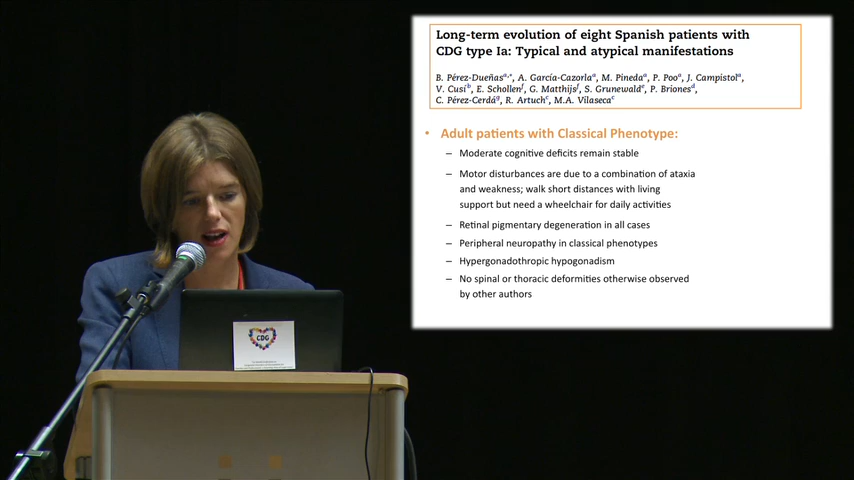 Long-term evolution of eight Spanish patients with
CDG type Ia: Typical and atypical manifestations
B. Pérez-Dueñas a,*, A. García-Cazorla a, M. Pineda a, P. Poo a, J. Campistol a,
V. Cusí b, E. Schollen f, G. Matthijs f, S. Grunewald e, P. Briones d,
C. Pérez-Cerdá g, R. Artuch c, M.A. Vilaseca c
• Adult patients with Classical Phenotype:
– Moderate cognitive deficits remain stable
– Motor disturbances are due to a combination of ataxia
and weakness; walk short distances with living
support but need a wheelchair for daily activities
– Retinal pigmentary degeneration in all cases
– Peripheral neuropathy in classical phenotypes
– Hypergonadothropic hypogonadism
– No spinal or thoracic deformities otherwise observed
by other authors
CDG